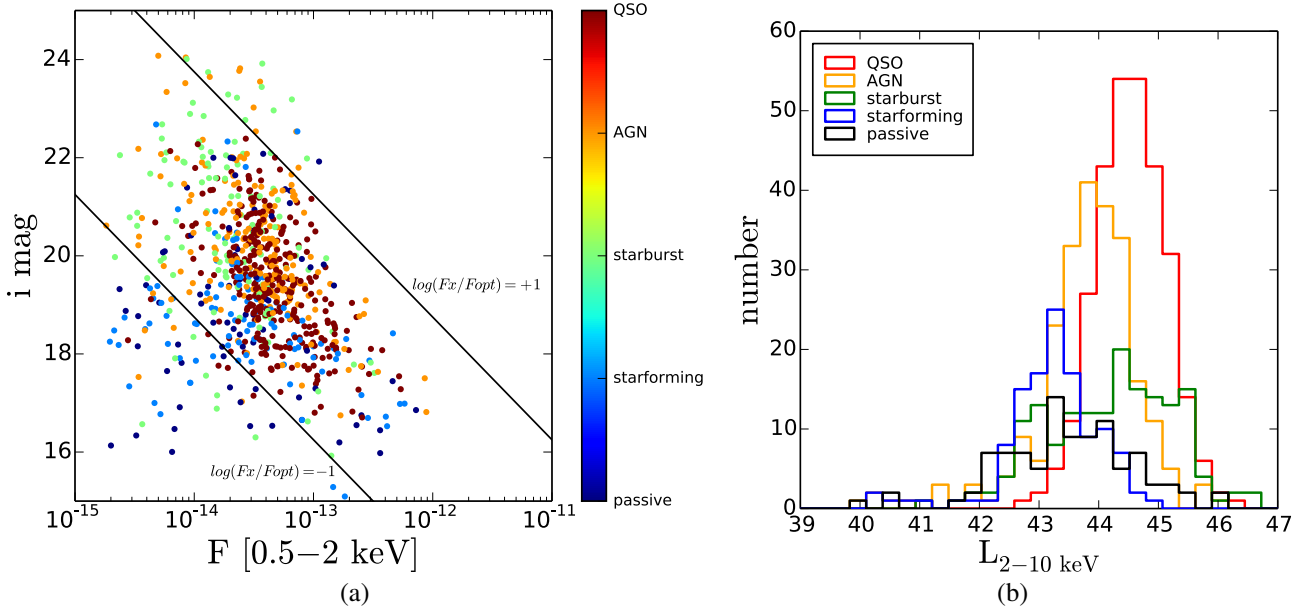 24
22
20
18
16
i mag
10^-15
10^-14
10^-13
10^-12
10^-11
F [0.5−2 keV]
log(Fx/Fopt) = +1
log(Fx/Fopt) = −1
QSO
AGN
starburst
starforming
passive
(a)
60
50
40
30
20
10
0
number
QSO
AGN
starburst
starforming
passive
39
40
41
42
43
44
45
46
47
L_2−10 keV
(b)